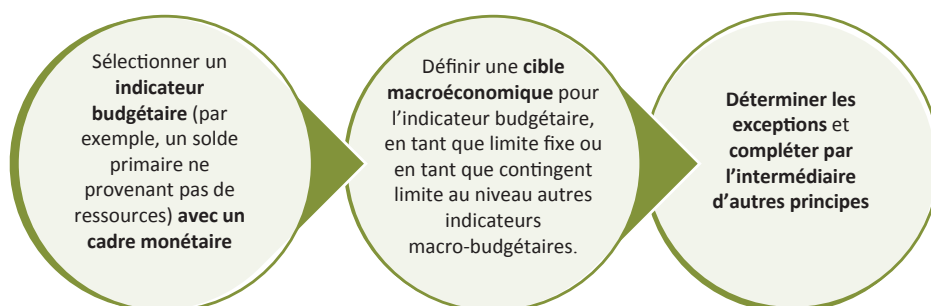 Sélectionner un
indicateur
budgétaire (par
exemple, un solde
primaire ne
provenant pas de
ressources) avec un
cadre monétaire
Définir une cible
macroéconomique pour
l’indicateur budgétaire,
en tant que limite fixe ou
en tant que contingent
limite au niveau autres
indicateurs
macro-budgétaires.
Déterminer les
exceptions et
compléter par
l’intermédiaire
d’autres principes